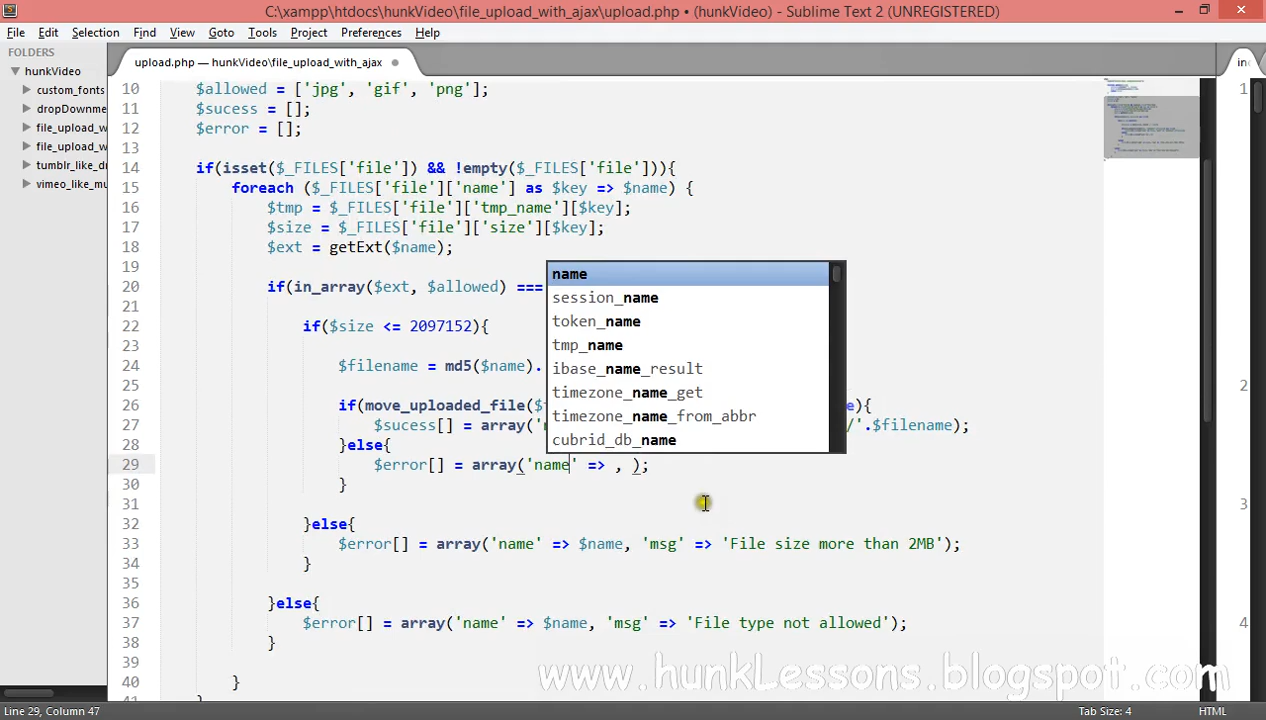 C:\xampp\htdocs\hunkVideo\file_upload_with_ajax\upload.php • (hunkVideo) - Sublime Text 2 (UNREGISTERED)
File Edit Selection Find View Goto Tools Project Preferences Help
FOLDERS
hunkVideo
custom_fonts
dropDownme
file_upload_w
file_upload_w
tumblr_like_dr
vimeo_like_mu
upload.php — hunkVideo\file_upload_with_ajax
10 $allowed = ['jpg', 'gif', 'png'];
11 $sucess = [];
12 $error = [];
13
14 if(isset($_FILES['file']) && !empty($_FILES['file'])){
15 foreach ($_FILES['file']['name'] as $key => $name) {
16 $tmp = $_FILES['file']['tmp_name'][$key];
17 $size = $_FILES['file']['size'][$key];
18 $ext = getExt($name);
19
20 if(in_array($ext, $allowed) ===
21
22 if($size <= 2097152){
23
24 $filename = md5($name).
25
26 if(move_uploaded_file($ e){
27 $sucess[] = array(' /'.$filename);
28 }else{
29 $error[] = array('name' => , );
30 }
31
32 }else{
33 $error[] = array('name' => $name, 'msg' => 'File size more than 2MB');
34 }
35
36 }else{
37 $error[] = array('name' => $name, 'msg' => 'File type not allowed');
38 }
39
40 }
name
session_name
token_name
tmp_name
ibase_name_result
timezone_name_get
timezone_name_from_abbr
cubrid_db_name
in
1
2
3
4
www.hunkLessons.blogspot.com
Line 29, Column 47
Tab Size: 4
HTML